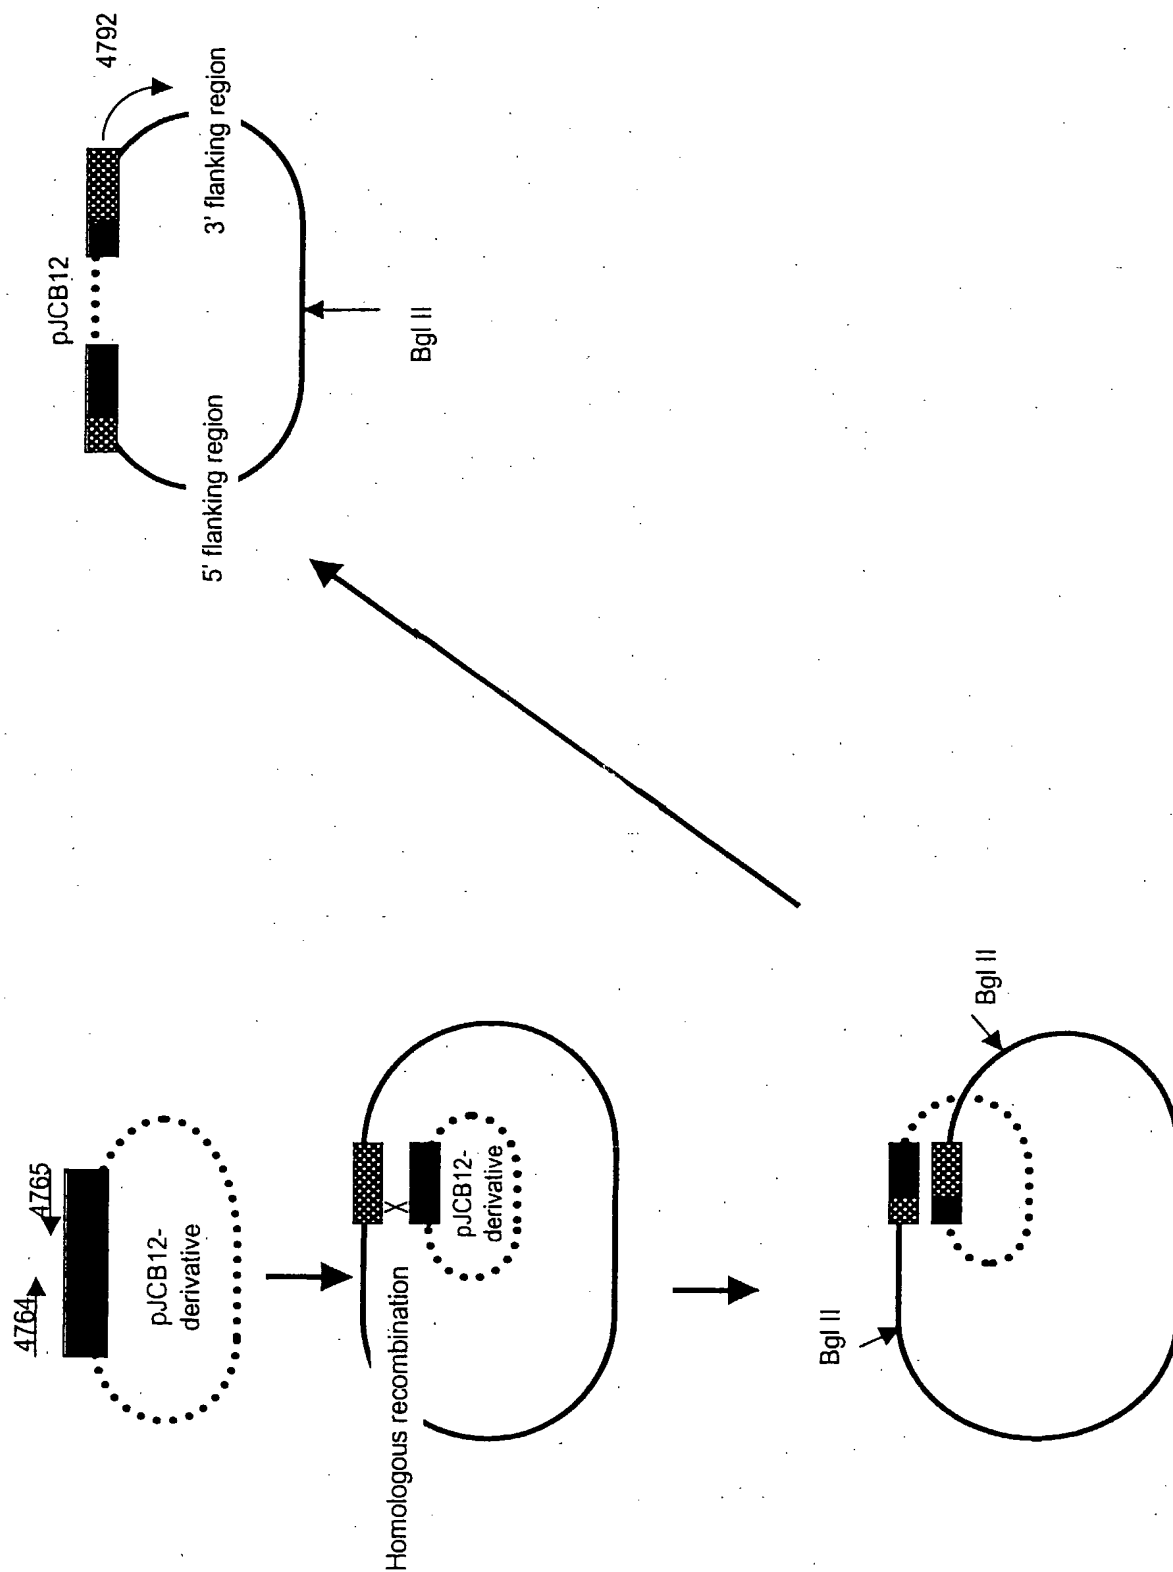 4764
4765
pJCB12-
derivative
Homologous recombination
pJCB12-
derivative
Bgl II
Bgl II
pJCB12
4792
5' flanking region
3' flanking region
Bgl II